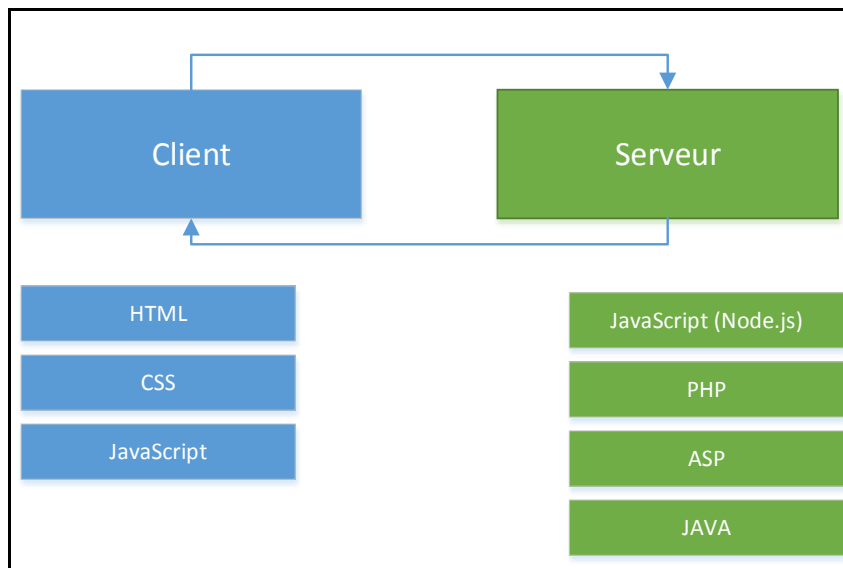 Client
Serveur
HTML
CSS
JavaScript
JavaScript (Node.js)
PHP
ASP
JAVA